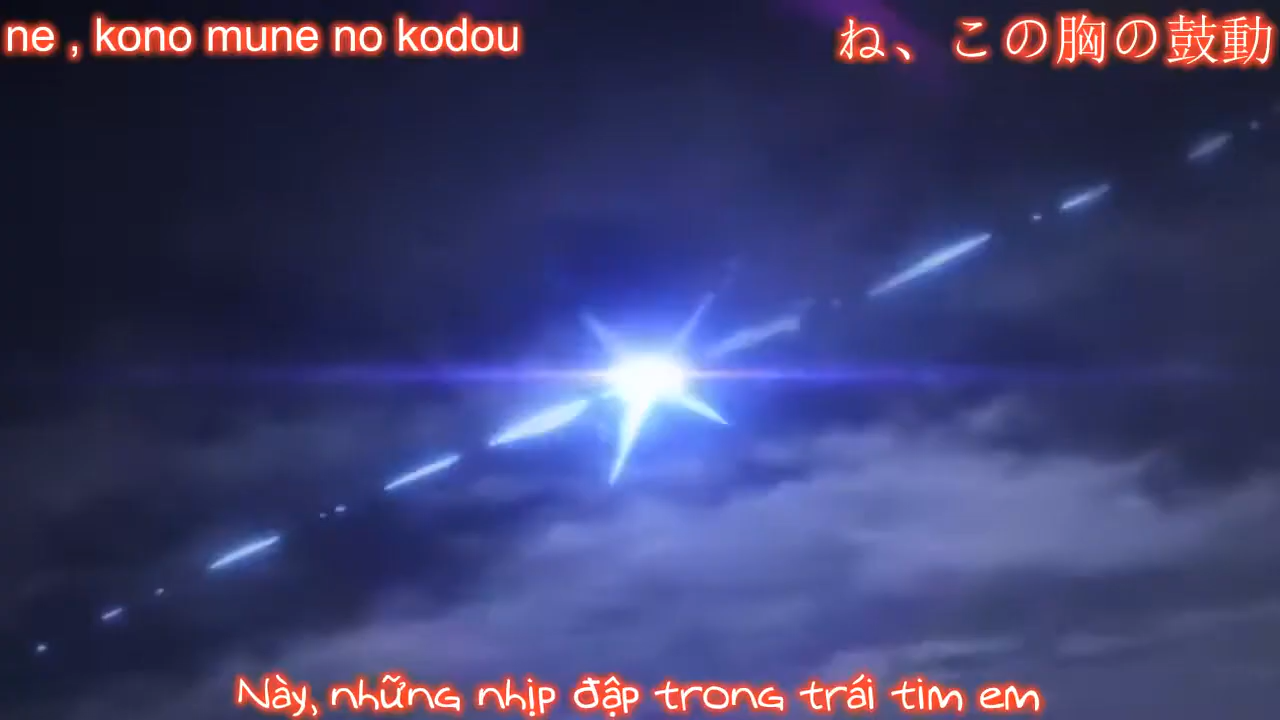 ne , kono mune no kodou
ね、この胸の鼓動
Này, những nhịp đập trong trái tim em